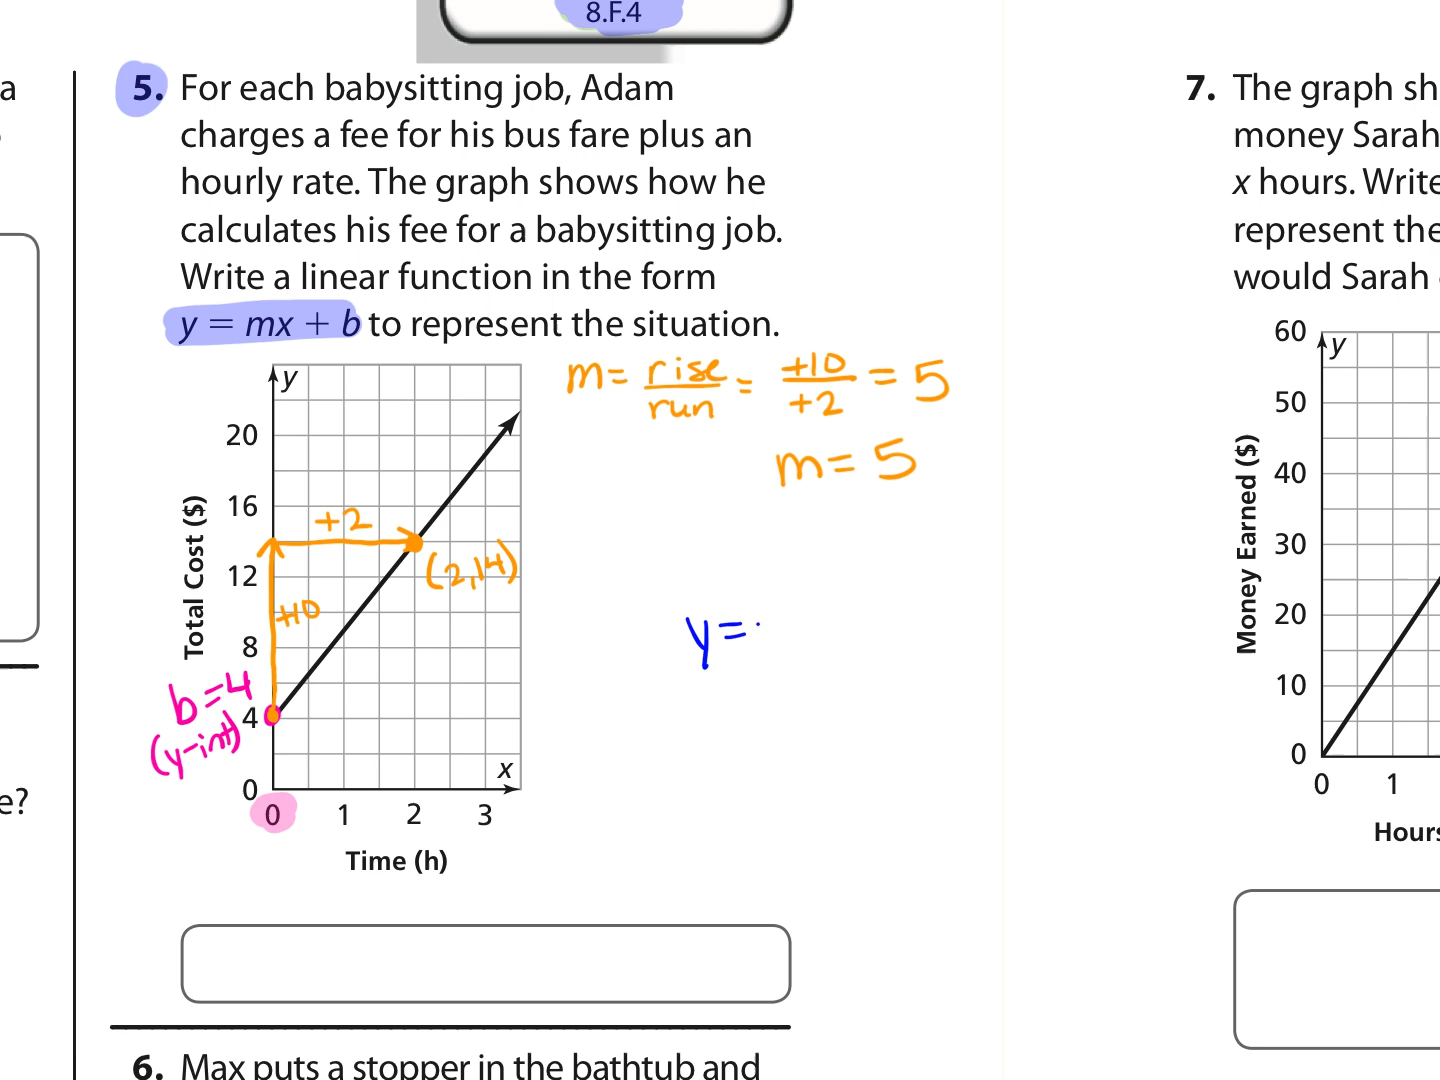 8.F.4
a
5. For each babysitting job, Adam
charges a fee for his bus fare plus an
hourly rate. The graph shows how he
calculates his fee for a babysitting job.
Write a linear function in the form
y = mx + b to represent the situation.
m = rise/run = +10/+2 = 5
m = 5
y
20
16
12
8
4
0
Total Cost ($)
+2
(2,14)
+10
b=4
(y-int)
x
0 1 2 3
Time (h)
y=
e?
6. Max puts a stopper in the bathtub and
7. The graph sh
money Sarah
x hours. Write
represent the
would Sarah
60
y
50
40
30
20
10
0
Money Earned ($)
0 1
Hours